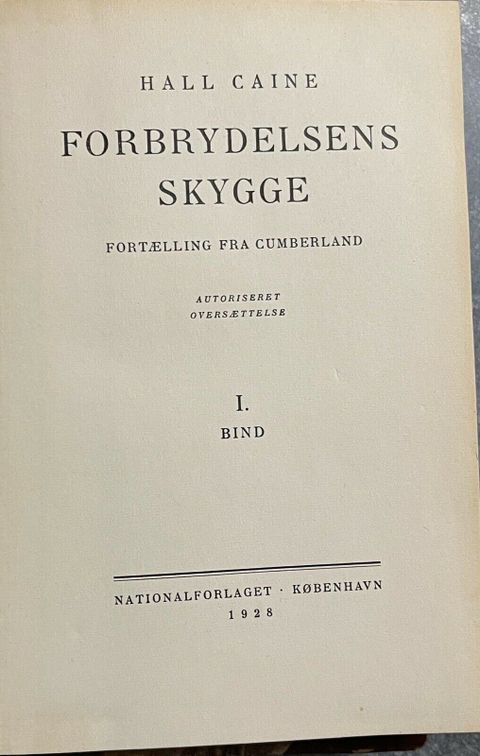 HALL CAINE
FORBRYDELSENS
SKYGGE
FORTÆLLING FRA CUMBERLAND
AUTORISERET
OVERSÆTTELSE
I.
BIND
NATIONALFORLAGET · KØBENHAVN
1928